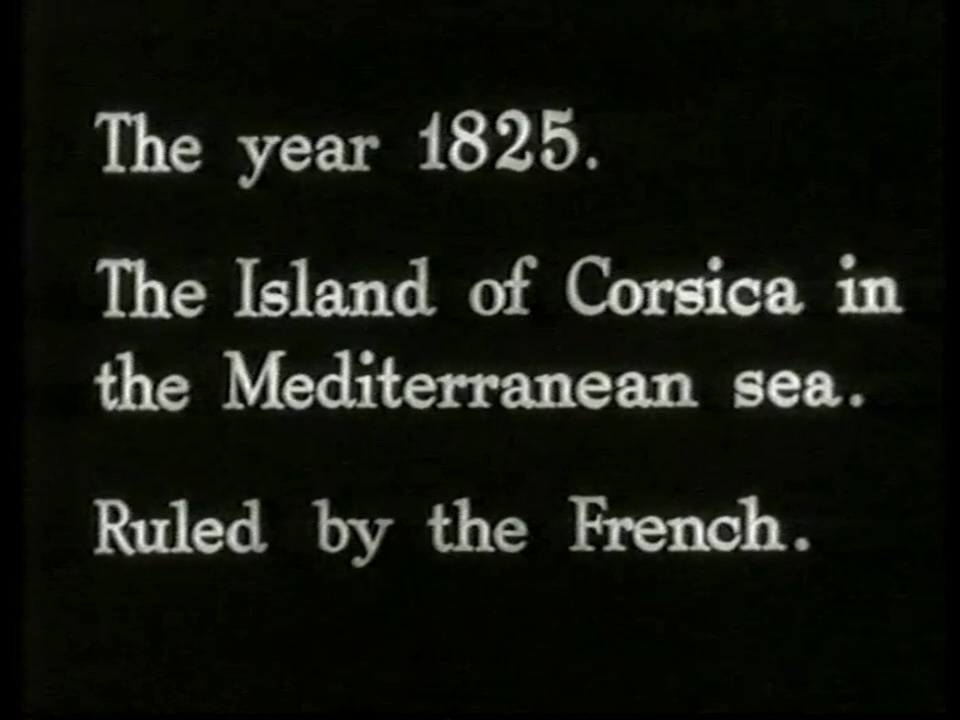 The year 1825.
The Island of Corsica in
the Mediterranean sea.
Ruled by the French.